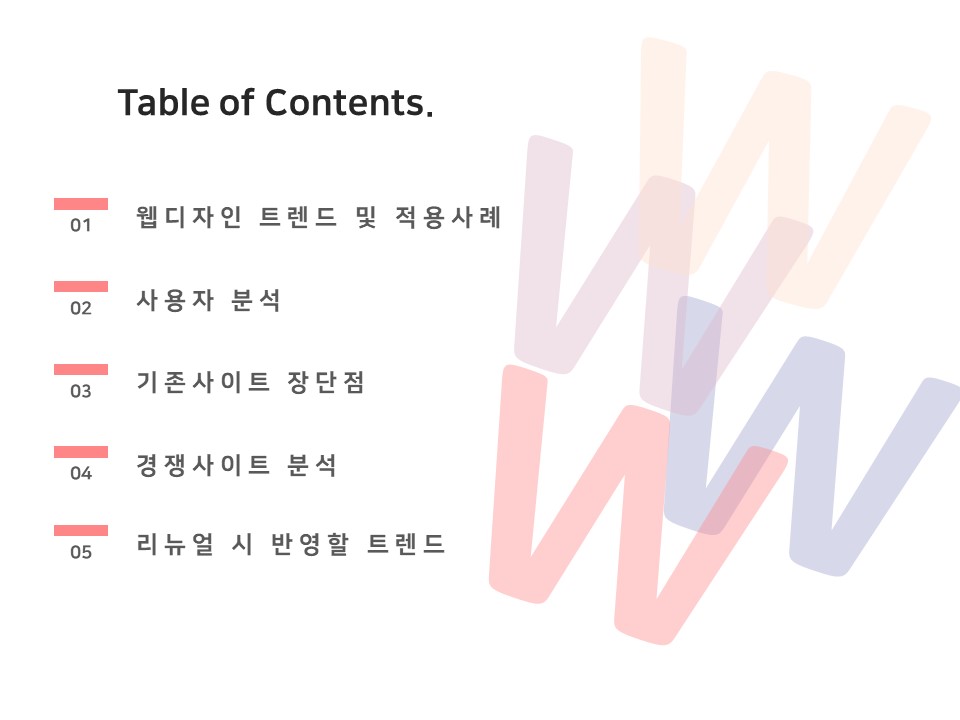 Table of Contents.
01 웹디자인 트렌드 및 적용사례
02 사용자 분석
03 기존사이트 장단점
04 경쟁사이트 분석
05 리뉴얼 시 반영할 트렌드
W
W
W
W